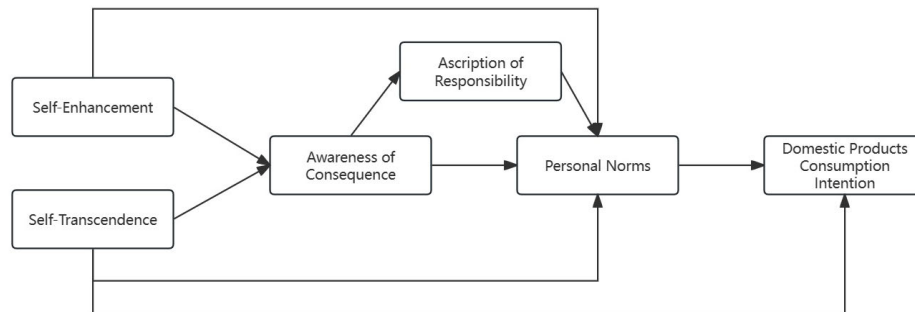 Ascription of
Responsibility
Self-Enhancement
Awareness of
Consequence
Personal Norms
Domestic Products
Consumption
Intention
Self-Transcendence